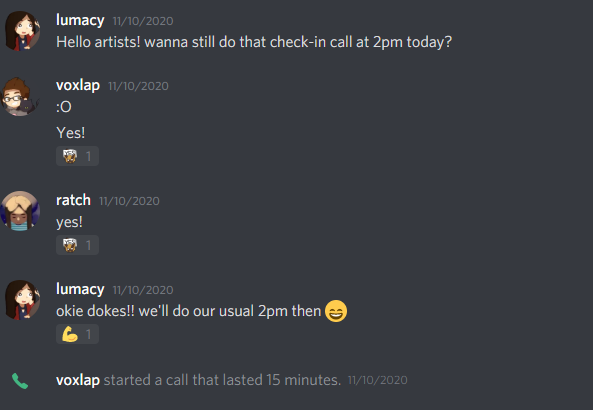 lumacy 11/10/2020
Hello artists! wanna still do that check-in call at 2pm today?
voxlap 11/10/2020
:O
Yes!
1
ratch 11/10/2020
yes!
1
lumacy 11/10/2020
okie dokes!! we'll do our usual 2pm then 😄
💪 1
voxlap started a call that lasted 15 minutes. 11/10/2020